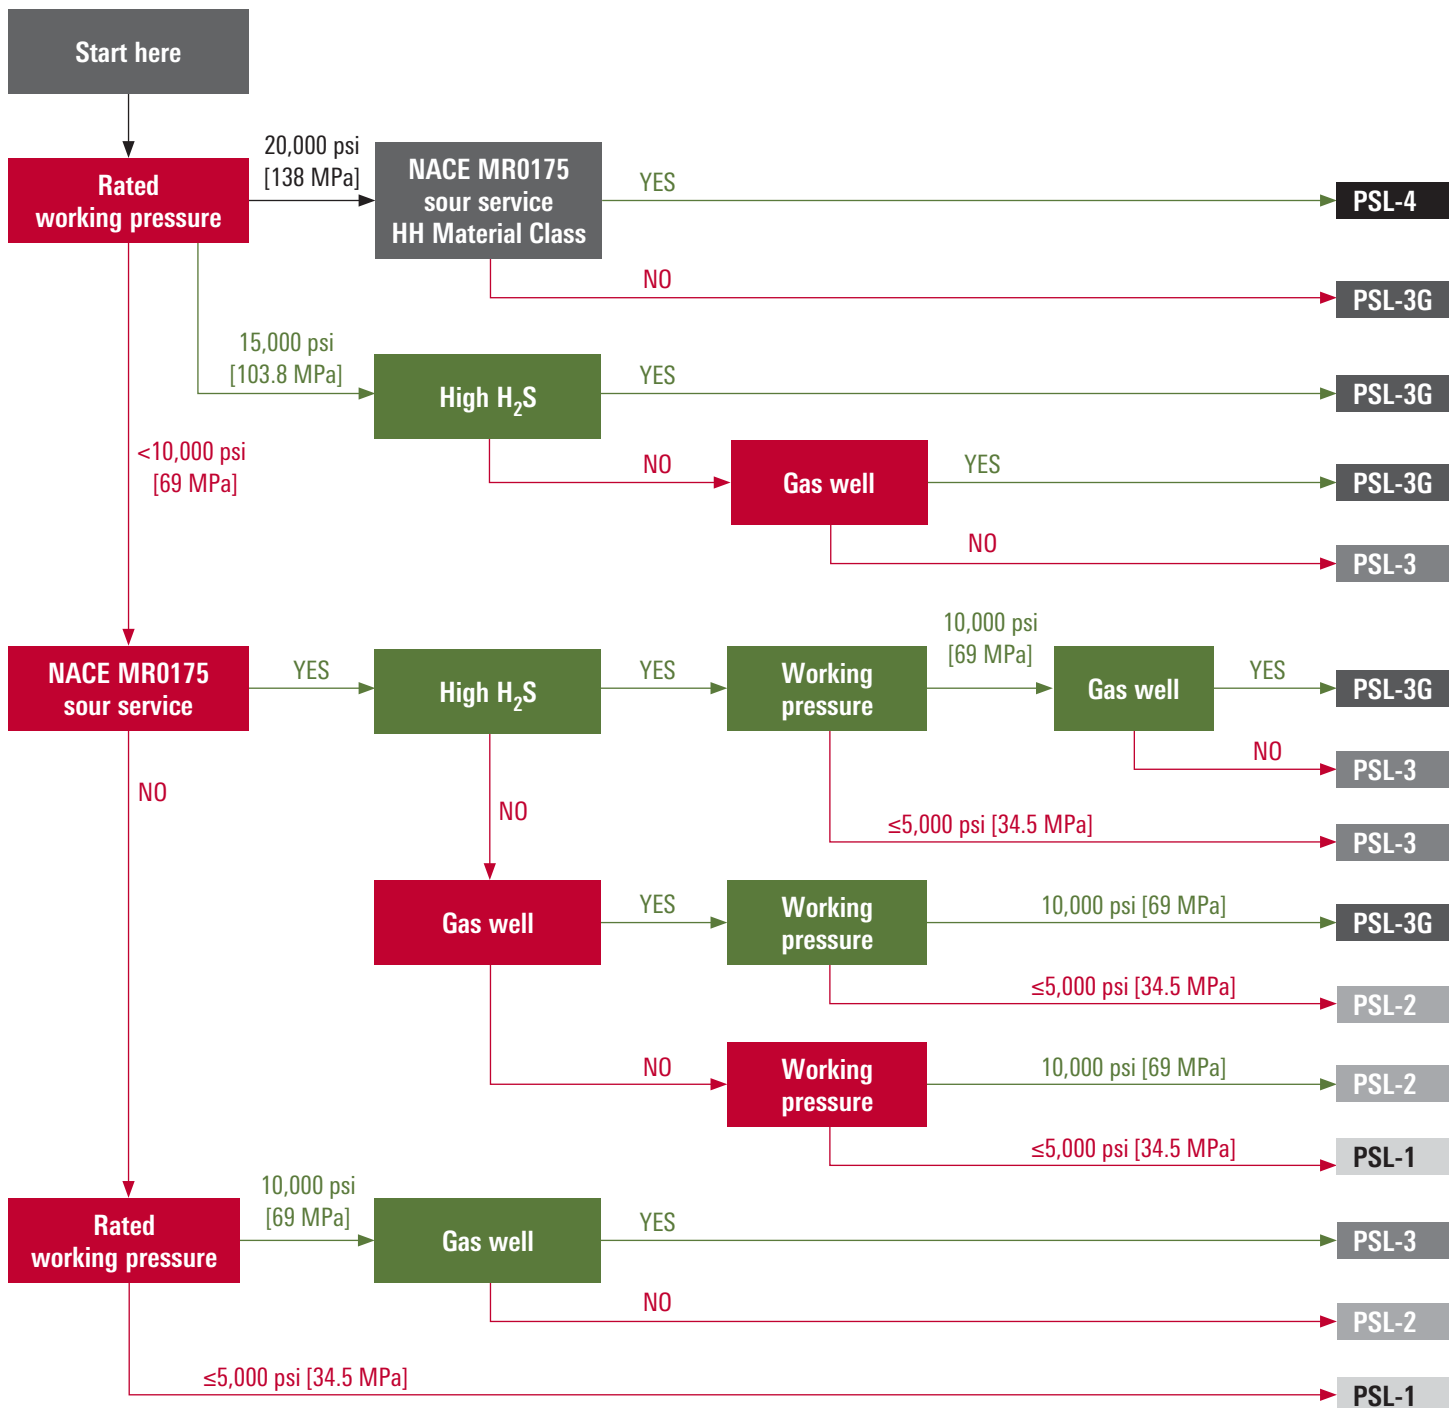 Start here
Rated
working pressure
20,000 psi
[138 MPa]
NACE MR0175
sour service
HH Material Class
YES
PSL-4
NO
PSL-3G
15,000 psi
[103.8 MPa]
High H₂S
YES
PSL-3G
<10,000 psi
[69 MPa]
NO
Gas well
YES
PSL-3G
NO
PSL-3
NACE MR0175
sour service
YES
High H₂S
YES
Working
pressure
10,000 psi
[69 MPa]
Gas well
YES
PSL-3G
NO
PSL-3
≤5,000 psi [34.5 MPa]
PSL-3
NO
NO
Gas well
YES
Working
pressure
10,000 psi [69 MPa]
PSL-3G
≤5,000 psi [34.5 MPa]
PSL-2
NO
Working
pressure
10,000 psi [69 MPa]
PSL-2
≤5,000 psi [34.5 MPa]
PSL-1
Rated
working pressure
10,000 psi
[69 MPa]
Gas well
YES
PSL-3
NO
PSL-2
≤5,000 psi [34.5 MPa]
PSL-1